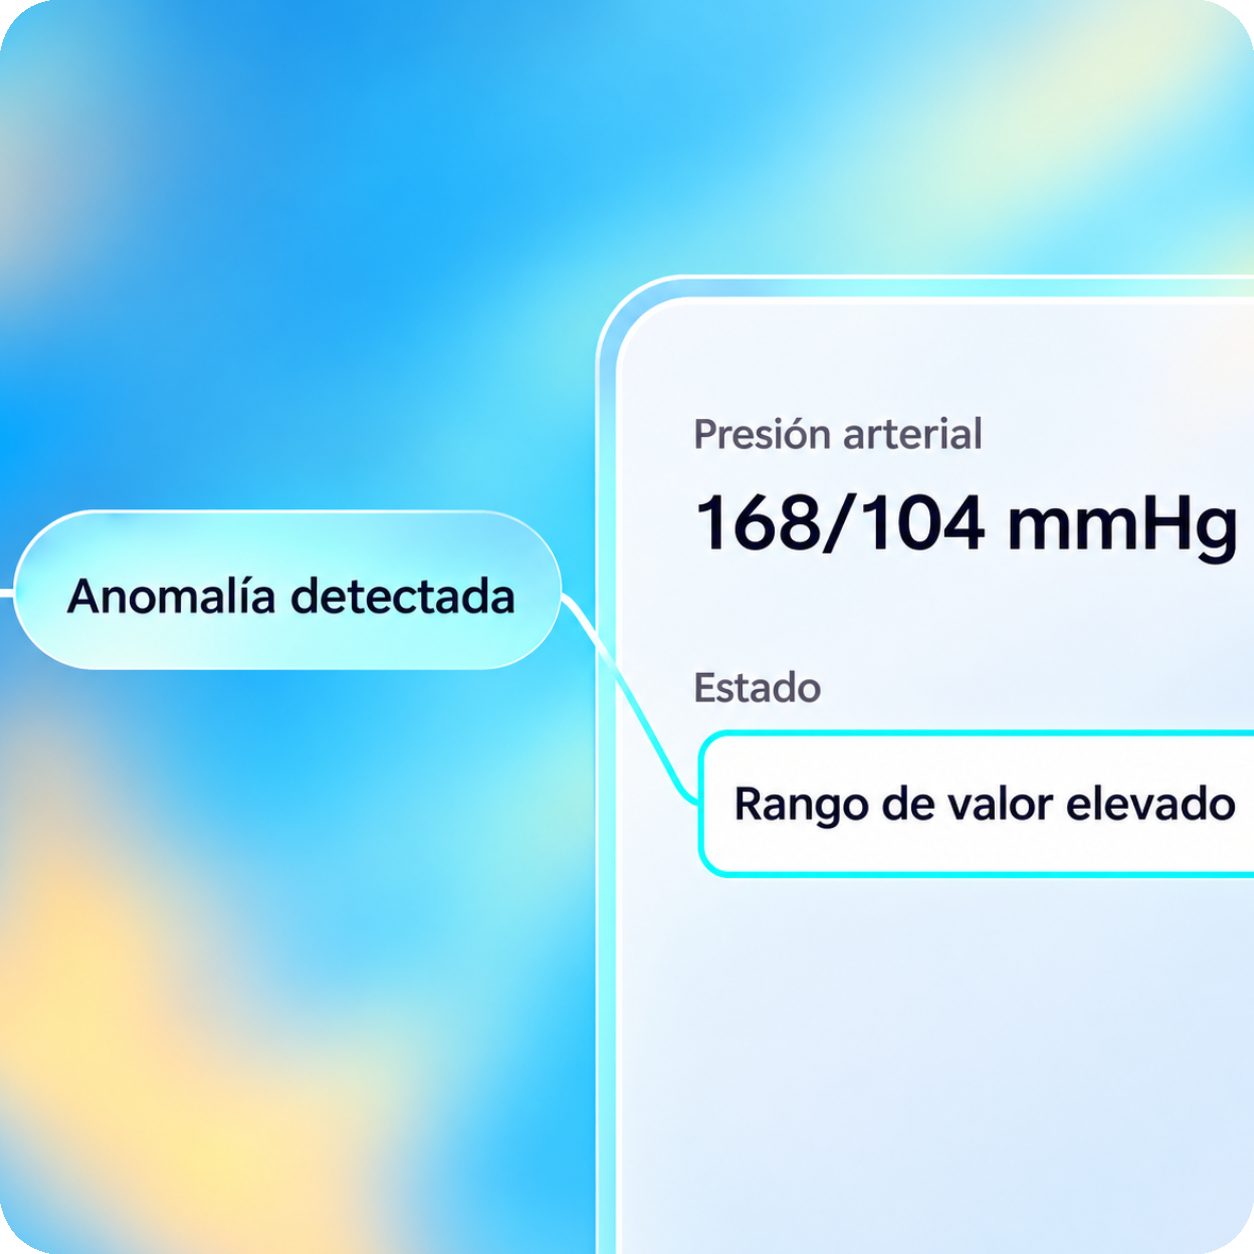 Anomalía detectada
Presión arterial
168/104 mmHg
Estado
Rango de valor elevado